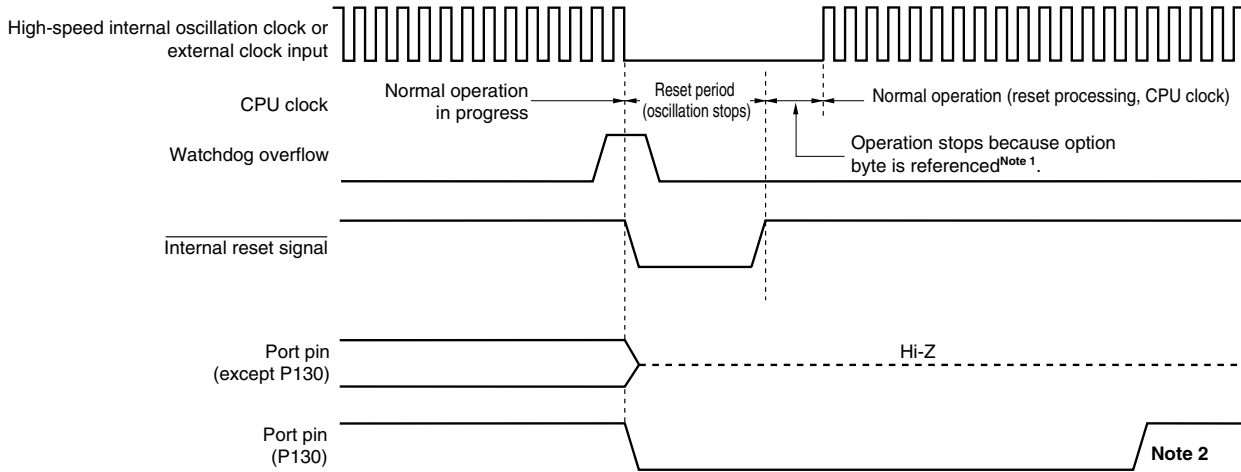 High-speed internal oscillation clock or
external clock input
CPU clock
Normal operation
in progress
Reset period
(oscillation stops)
Normal operation (reset processing, CPU clock)
Operation stops because option
byte is referencedNote 1.
Watchdog overflow
Internal reset signal
Port pin
(except P130)
Hi-Z
Port pin
(P130)
Note 2